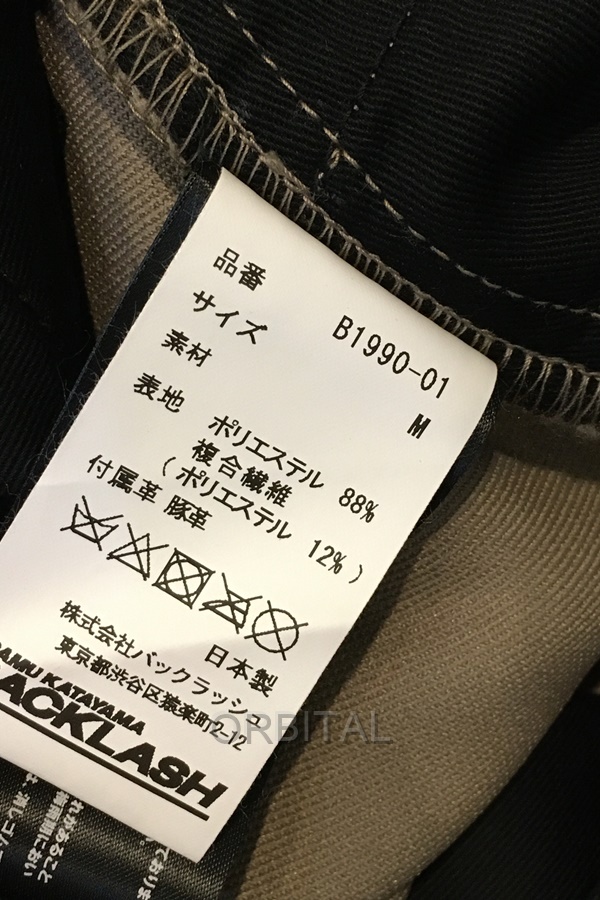 品番 B1990-01
サイズ M
素材
表地 ポリエステル 88%
複合繊維
(ポリエステル 12%)
付属革 豚革
日本製
株式会社バックラッシュ
東京都渋谷区猿楽町2-12
AMU KATAYAMA
ACKLASH
ORBITAL